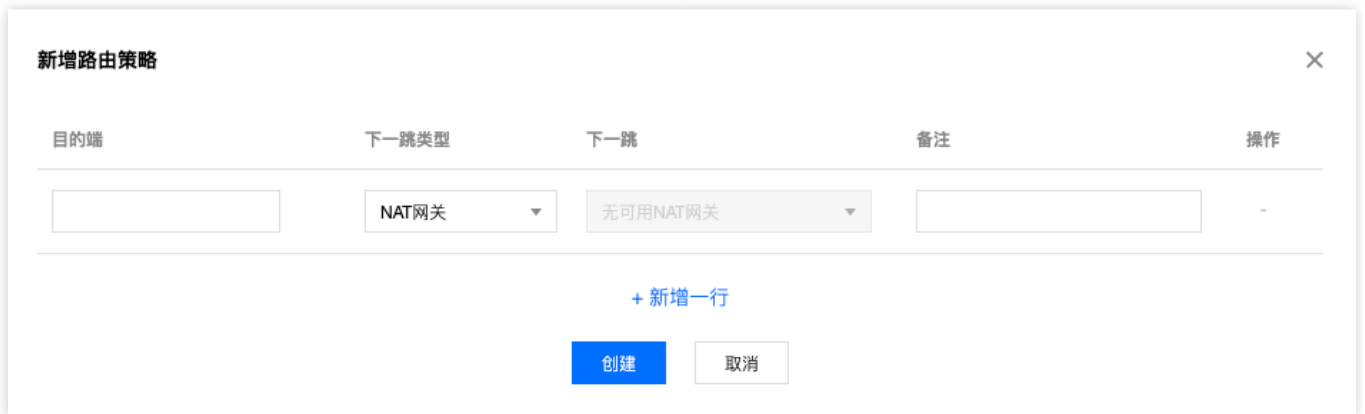 新增路由策略
目的端 下一跳类型 下一跳 备注 操作
NAT网关 无可用NAT网关 -
+ 新增一行
创建 取消